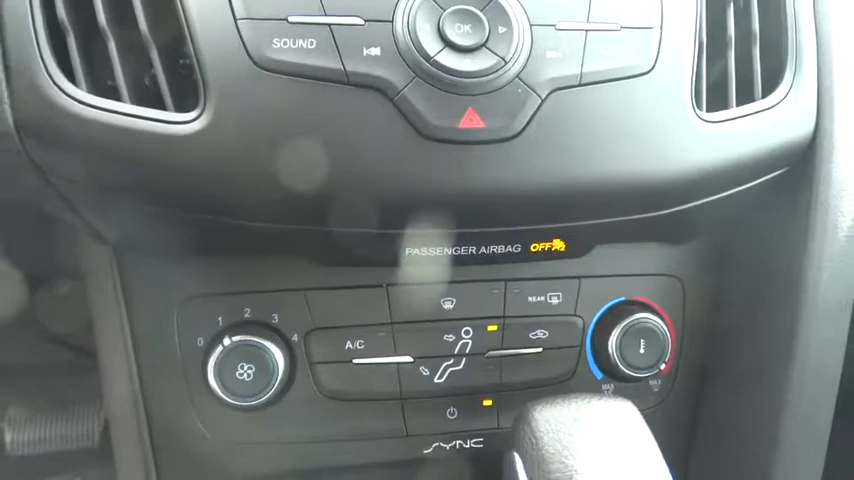 OK
SOUND
PASSENGER AIRBAG OFF
REAR
0 1 2 3 4
A/C
MAX
MAX
SYNC